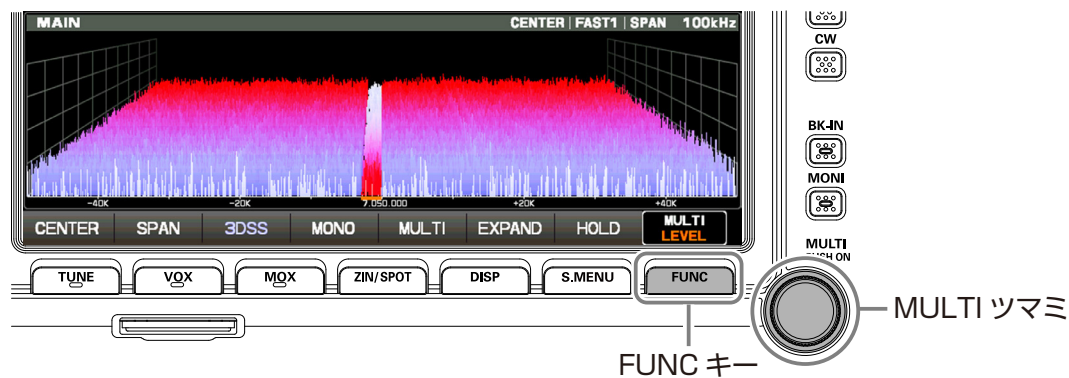 MAIN CENTER | FAST1 | SPAN 100kHz
CW
BK-IN
MONI
-40K -20K 7.050.000 +20K +40K
CENTER SPAN 3DSS MONO MULTI EXPAND HOLD MULTI LEVEL
MULTI
PUSH ON
TUNE VOX MOX ZIN/SPOT DISP S.MENU FUNC
MULTI ツマミ
FUNC キー